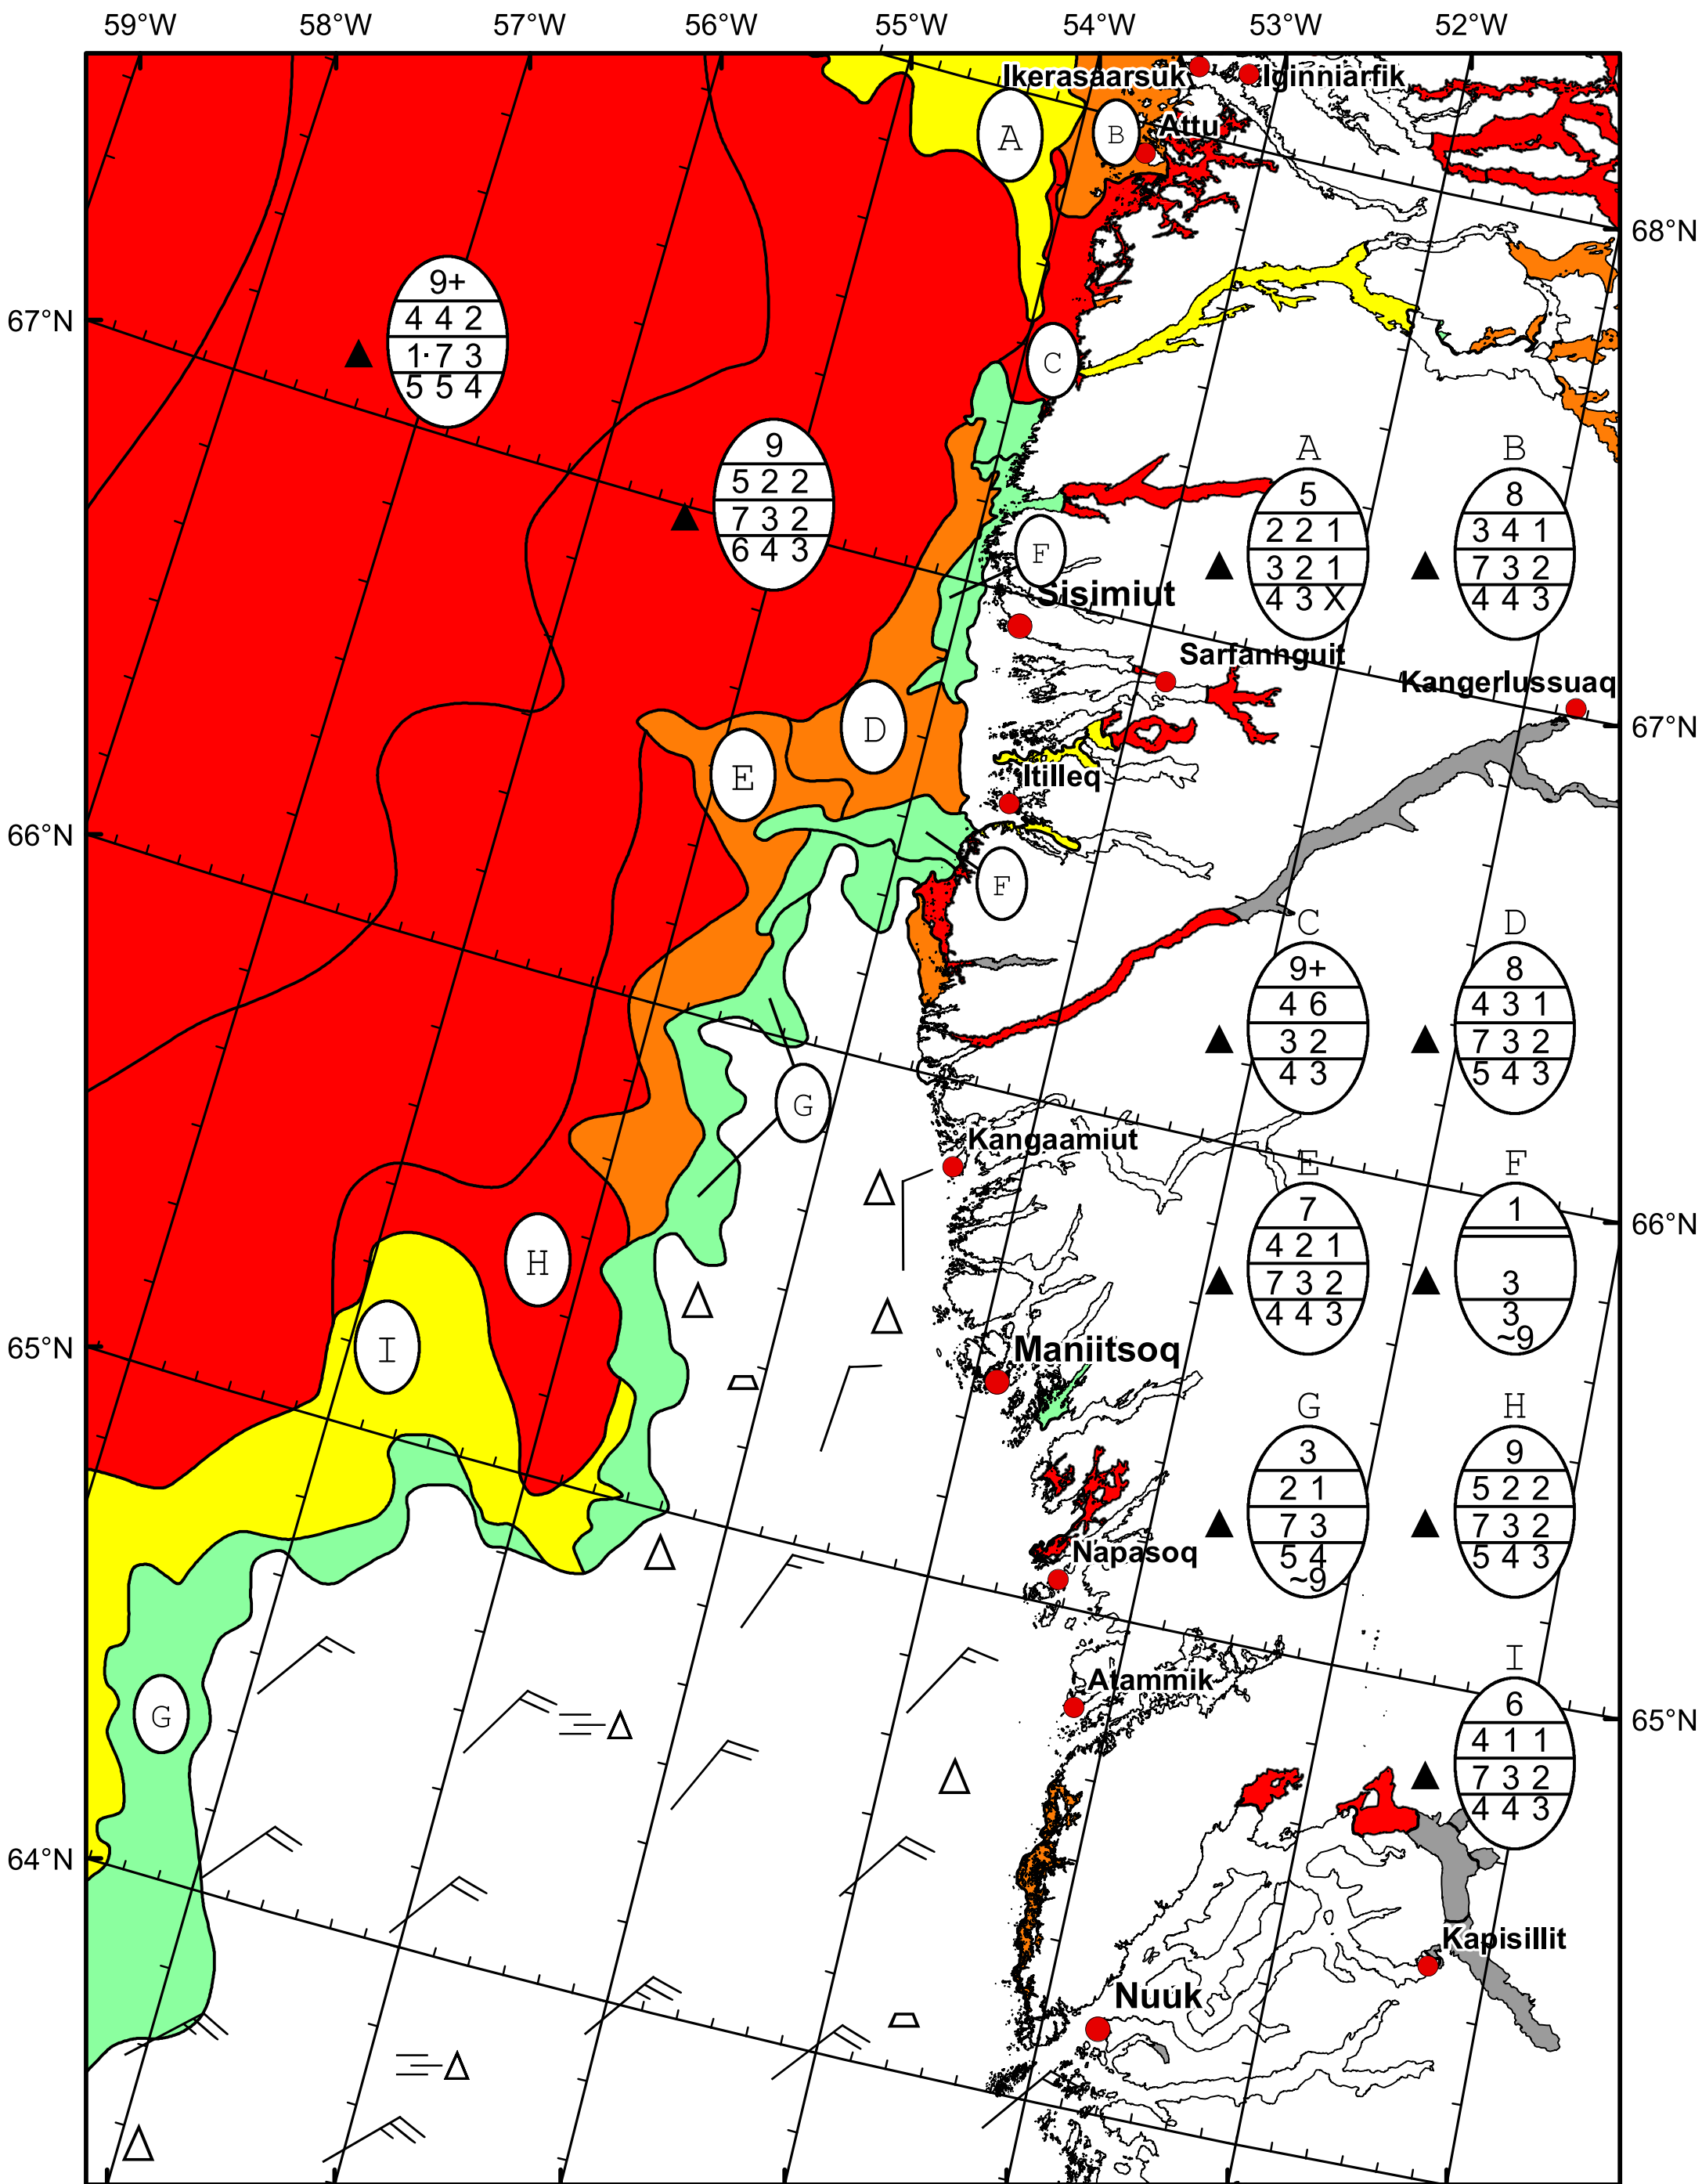 59°W 58°W 57°W 56°W 55°W 54°W 53°W 52°W
Ikerasaarsuk
Iginniarfik
A
B
Attu
68°N
67°N
9+
4 4 2
1· 7 3
5 5 4
C
9
5 2 2
7 3 2
6 4 3
A
5
2 2 1
3 2 1
4 3 X
B
8
3 4 1
7 3 2
4 4 3
F
Sisimiut
Sarfannguit
Kangerlussuaq
D
67°N
E
Itilleq
66°N
F
C
9+
4 6
3 2
4 3
D
8
4 3 1
7 3 2
5 4 3
G
Kangaamiut
E
7
4 2 1
7 3 2
4 4 3
F
1
3
3
~9
66°N
H
I
65°N
Maniitsoq
G
3
2 1
7 3
5 4
~9
H
9
5 2 2
7 3 2
5 4 3
Napasoq
I
6
4 1 1
7 3 2
4 4 3
Atammik
G
65°N
64°N
Kapisillit
Nuuk